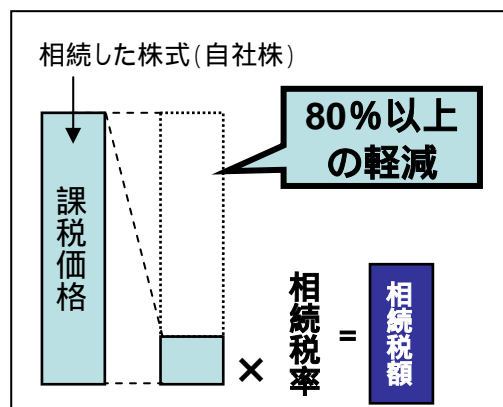 相続した株式(自社株)
80%以上
の軽減
課税価格
×
相続税率
=
相続税額